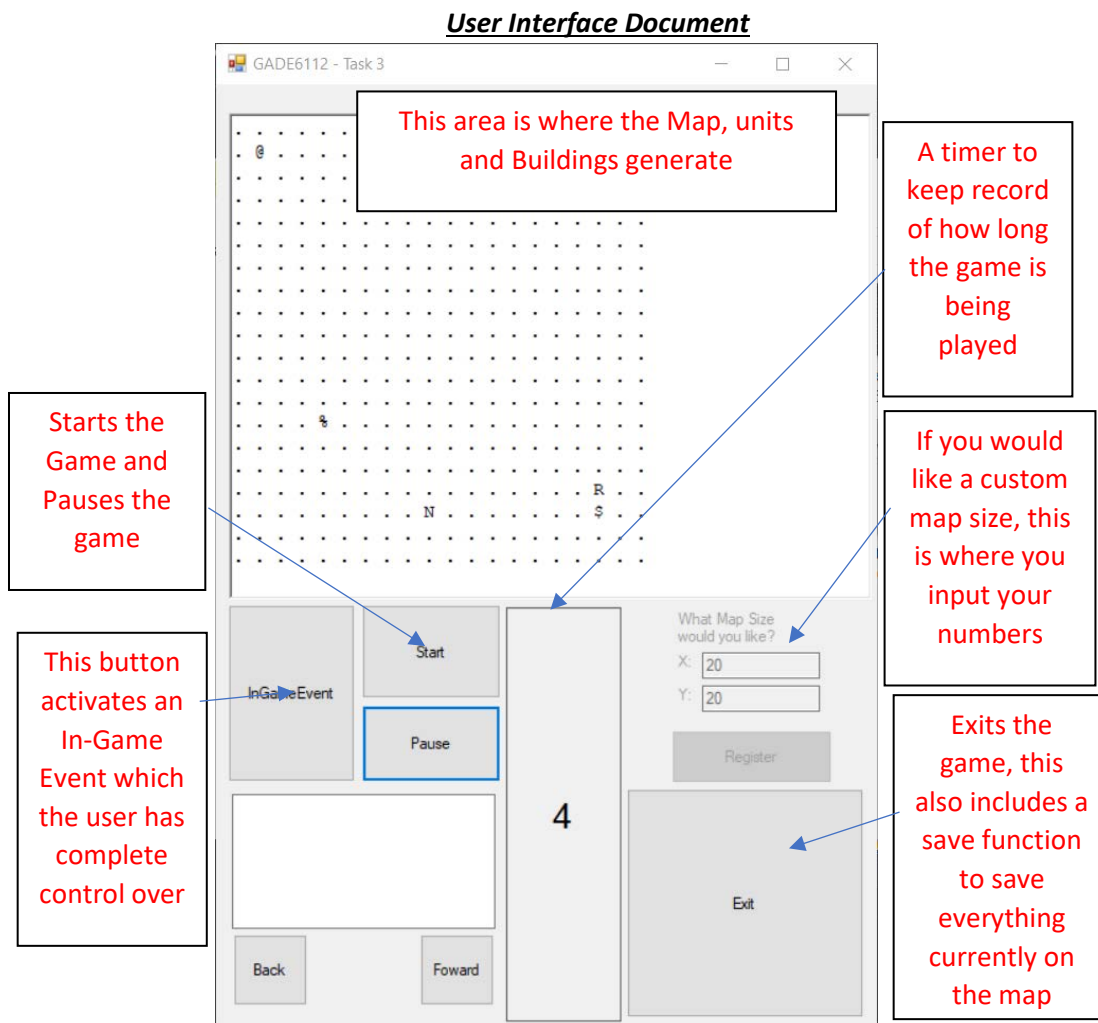 User Interface Document
GADE6112 - Task 3
This area is where the Map, units
and Buildings generate
. . . . . .
. @ . . . .
. . . . . .
. . . . . .
. . . . . . . . . . . . . . . . . . . .
. . . . . . . . . . . . . . . . . . . .
. . . . . . . . . . . . . . . . . . . .
. . . . . . . . . . . . . . . . . . . .
. . . . . . . . . . . . . . . . . . . .
. . . . . . . . . . . . . . . . . . . .
. . . . . . . . . . . . . . . . . . . .
. . . . . . . . . . . . . . . . . . . .
. . . . . . . . . . . . . . . . . . . .
. . . . % . . . . . . . . . . . . . . .
. . . . . . . . . . . . . . . . . . . .
. . . . . . . . . . . . . . . . . . . .
. . . . . . . . . . . . . . . . . R . .
. . . . . . . . . N . . . . . . . S . .
. . . . . . . . . . . . . . . . . . . .
. . . . . . . . . . . . . . . . . . . .
A timer to
keep record
of how long
the game is
being
played
Starts the
Game and
Pauses the
game
If you would
like a custom
map size, this
is where you
input your
numbers
This button
activates an
In-Game
Event which
the user has
complete
control over
InGameEvent
Start
Pause
4
What Map Size
would you like?
X: 20
Y: 20
Register
Exit
Back
Foward
Exits the
game, this
also includes a
save function
to save
everything
currently on
the map